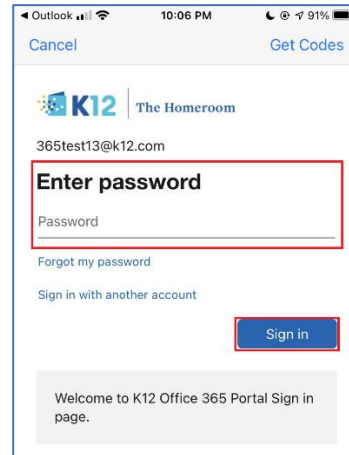 Outlook 10:06 PM 91%
Cancel Get Codes
K12 The Homeroom
365test13@k12.com
Enter password
Password
Forgot my password
Sign in with another account
Sign in
Welcome to K12 Office 365 Portal Sign in
page.